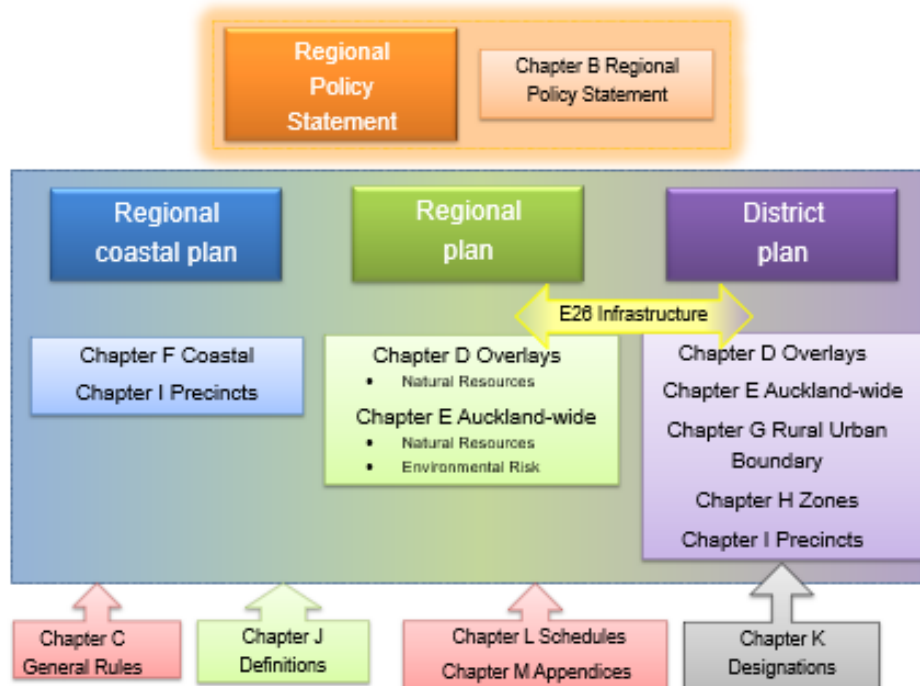 Regional
Policy
Statement
Chapter B Regional
Policy Statement
Regional
coastal plan
Regional
plan
District
plan
E26 Infrastructure
Chapter F Coastal
Chapter I Precincts
Chapter D Overlays
• Natural Resources
Chapter E Auckland-wide
• Natural Resources
• Environmental Risk
Chapter D Overlays
Chapter E Auckland-wide
Chapter G Rural Urban
Boundary
Chapter H Zones
Chapter I Precincts
Chapter C
General Rules
Chapter J
Definitions
Chapter L Schedules
Chapter M Appendices
Chapter K
Designations